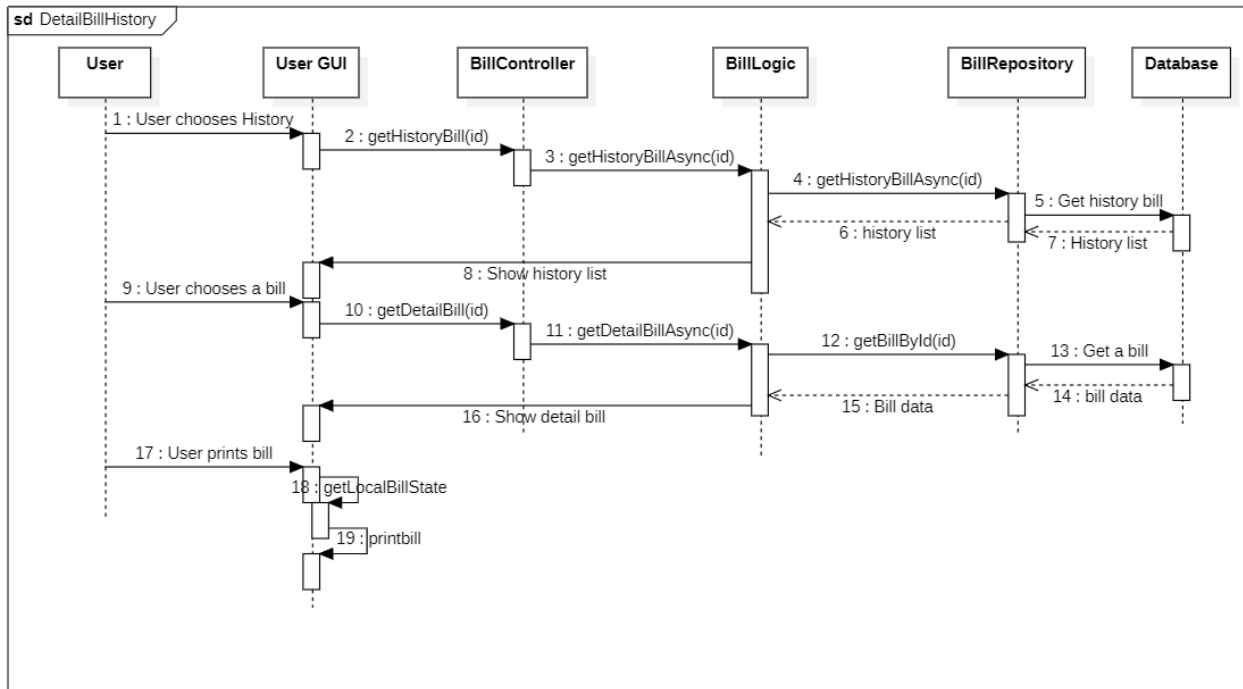 sd DetailBillHistory
User
User GUI
BillController
BillLogic
BillRepository
Database
1 : User chooses History
2 : getHistoryBill(id)
3 : getHistoryBillAsync(id)
4 : getHistoryBillAsync(id)
5 : Get history bill
6 : history list
7 : History list
8 : Show history list
9 : User chooses a bill
10 : getDetailBill(id)
11 : getDetailBillAsync(id)
12 : getBillById(id)
13 : Get a bill
14 : bill data
15 : Bill data
16 : Show detail bill
17 : User prints bill
18 : getLocalBillState
19 : printbill